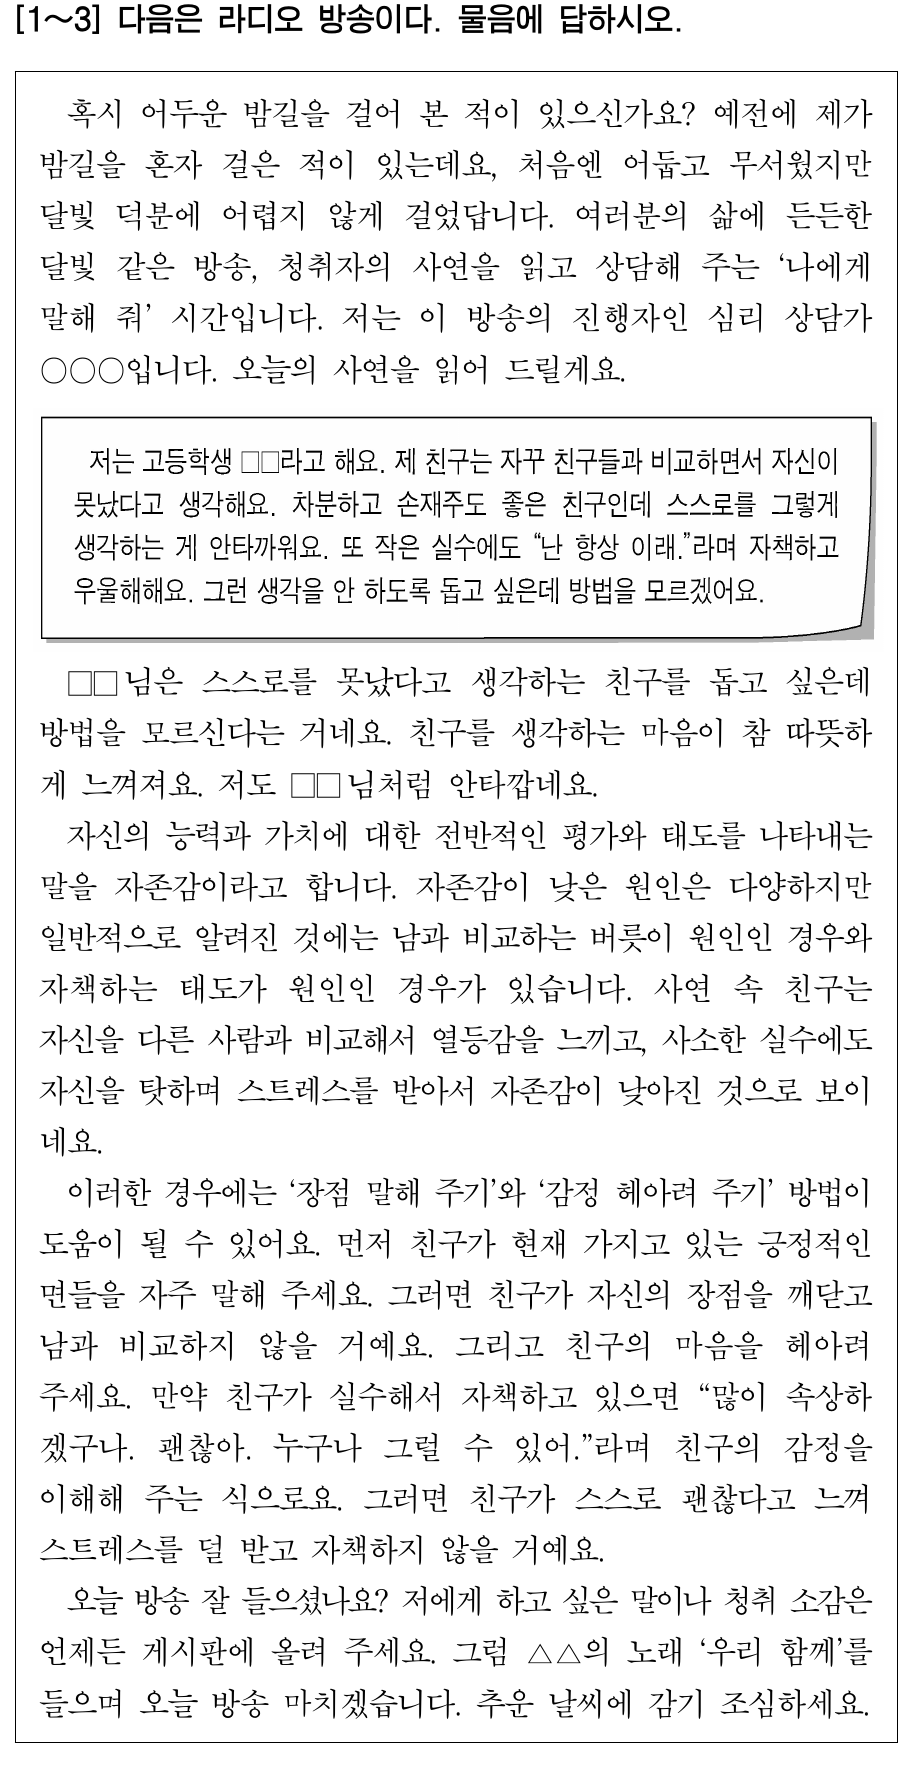 [1~3] 다음은 라디오 방송이다. 물음에 답하시오.
혹시 어두운 밤길을 걸어 본 적이 있으신가요? 예전에 제가
밤길을 혼자 걸은 적이 있는데요, 처음엔 어둡고 무서웠지만
달빛 덕분에 어렵지 않게 걸었답니다. 여러분의 삶에 든든한
달빛 같은 방송, 청취자의 사연을 읽고 상담해 주는 ‘나에게
말해 줘’ 시간입니다. 저는 이 방송의 진행자인 심리 상담가
○○○입니다. 오늘의 사연을 읽어 드릴게요.
저는 고등학생 □□라고 해요. 제 친구는 자꾸 친구들과 비교하면서 자신이
못났다고 생각해요. 차분하고 손재주도 좋은 친구인데 스스로를 그렇게
생각하는 게 안타까워요. 또 작은 실수에도 “난 항상 이래.”라며 자책하고
우울해해요. 그런 생각을 안 하도록 돕고 싶은데 방법을 모르겠어요.
□□님은 스스로를 못났다고 생각하는 친구를 돕고 싶은데
방법을 모르신다는 거네요. 친구를 생각하는 마음이 참 따뜻하
게 느껴져요. 저도 □□님처럼 안타깝네요.
자신의 능력과 가치에 대한 전반적인 평가와 태도를 나타내는
말을 자존감이라고 합니다. 자존감이 낮은 원인은 다양하지만
일반적으로 알려진 것에는 남과 비교하는 버릇이 원인인 경우와
자책하는 태도가 원인인 경우가 있습니다. 사연 속 친구는
자신을 다른 사람과 비교해서 열등감을 느끼고, 사소한 실수에도
자신을 탓하며 스트레스를 받아서 자존감이 낮아진 것으로 보이
네요.
이러한 경우에는 ‘장점 말해 주기’와 ‘감정 헤아려 주기’ 방법이
도움이 될 수 있어요. 먼저 친구가 현재 가지고 있는 긍정적인
면들을 자주 말해 주세요. 그러면 친구가 자신의 장점을 깨닫고
남과 비교하지 않을 거예요. 그리고 친구의 마음을 헤아려
주세요. 만약 친구가 실수해서 자책하고 있으면 “많이 속상하
겠구나. 괜찮아. 누구나 그럴 수 있어.”라며 친구의 감정을
이해해 주는 식으로요. 그러면 친구가 스스로 괜찮다고 느껴
스트레스를 덜 받고 자책하지 않을 거예요.
오늘 방송 잘 들으셨나요? 저에게 하고 싶은 말이나 청취 소감은
언제든 게시판에 올려 주세요. 그럼 △△의 노래 ‘우리 함께’를
들으며 오늘 방송 마치겠습니다. 추운 날씨에 감기 조심하세요.